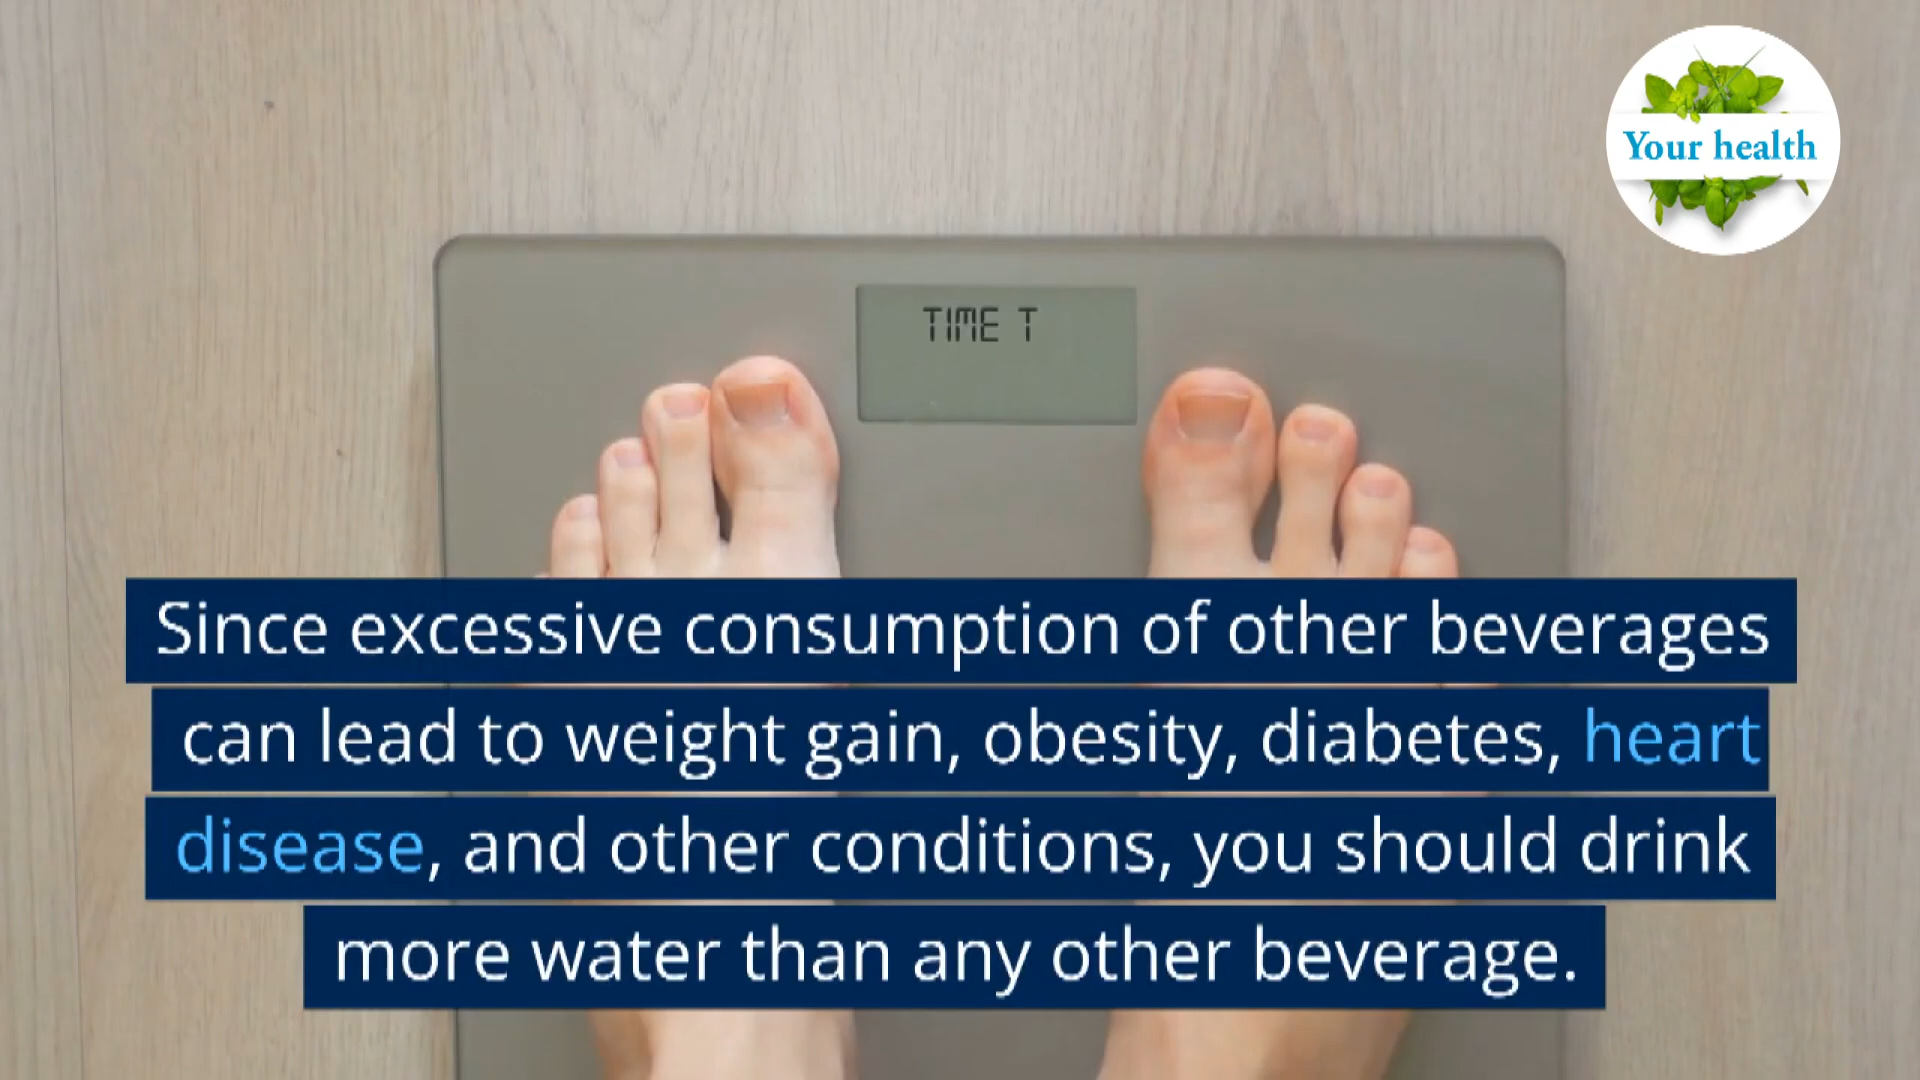 Your health
TIME T
Since excessive consumption of other beverages
can lead to weight gain, obesity, diabetes, heart
disease, and other conditions, you should drink
more water than any other beverage.